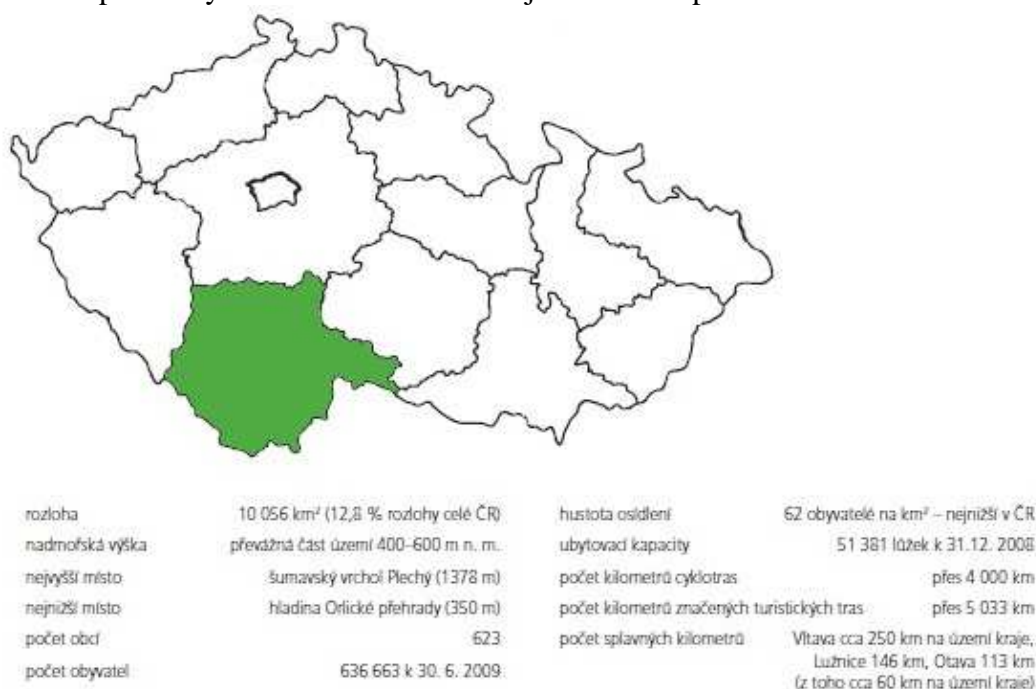 rozloha 10 056 km² (12,8 % rozlohy celé ČR)
nadmořská výška převážná část území 400–600 m n. m.
nejvyšší místo šumavský vrchol Plechý (1378 m)
nejnižší místo hladina Orlické přehrady (350 m)
počet obcí 623
počet obyvatel 636 663 k 30. 6. 2009
hustota osídlení 62 obyvatelé na km² – nejnižší v ČR
ubytovací kapacity 51 381 lůžek k 31.12. 2008
počet kilometrů cyklotras přes 4 000 km
počet kilometrů značených turistických tras přes 5 033 km
počet splavných kilometrů Vltava cca 250 km na území kraje,
Lužnice 146 km, Otava 113 km
(z toho cca 60 km na území kraje)